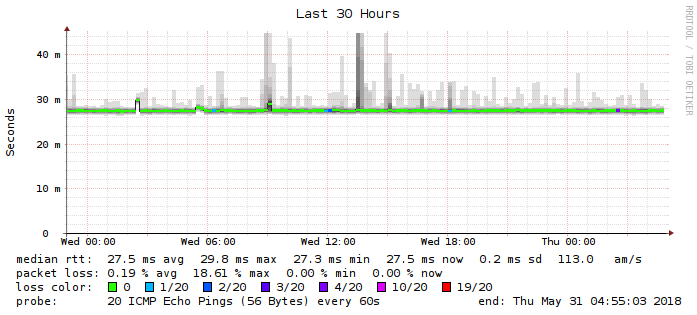 Last 30 Hours
RRDTOOL / TOBI OETIKER
Seconds
40 m
30 m
20 m
10 m
0
Wed 00:00 Wed 06:00 Wed 12:00 Wed 18:00 Thu 00:00
median rtt: 27.5 ms avg 29.8 ms max 27.3 ms min 27.5 ms now 0.2 ms sd 113.0 am/s
packet loss: 0.19 % avg 18.61 % max 0.00 % min 0.00 % now
loss color: 0 1/20 2/20 3/20 4/20 10/20 19/20
probe: 20 ICMP Echo Pings (56 Bytes) every 60s end: Thu May 31 04:55:03 2018